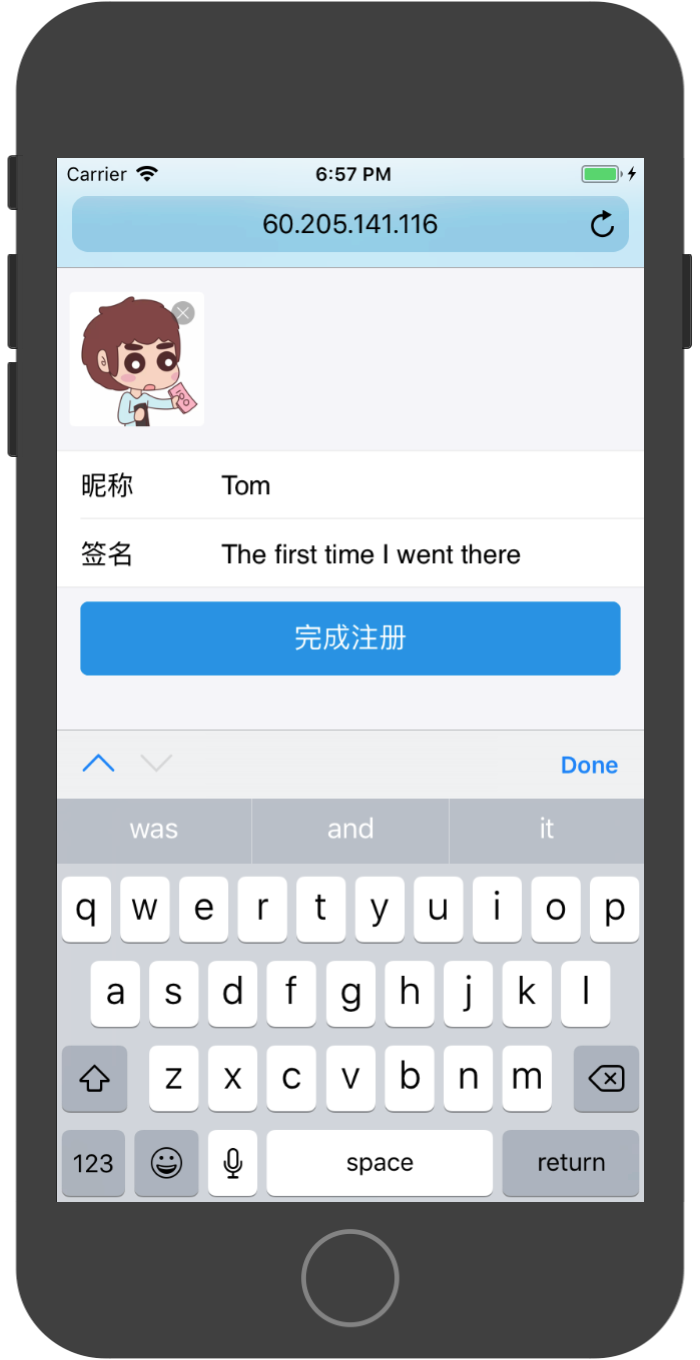 Carrier 6:57 PM
60.205.141.116
昵称 Tom
签名 The first time I went there
完成注册
Done
was and it
q w e r t y u i o p
a s d f g h j k l
z x c v b n m
123 space return